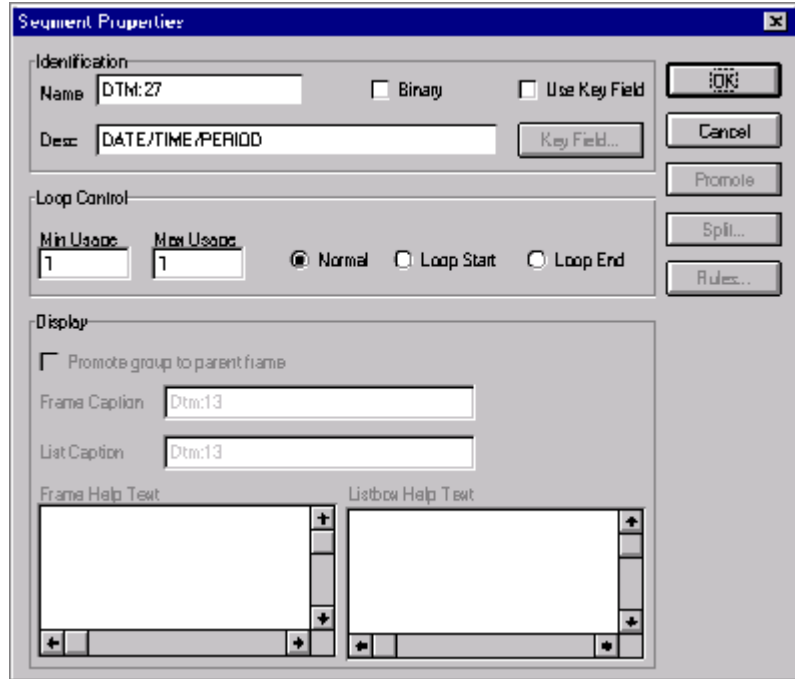 Segment Properties
Identification
Name DTM:27 Binary Use Key Field
Desc DATE/TIME/PERIOD Key Field...
OK
Cancel
Promote
Split...
Rules...
Loop Control
Min Usage Max Usage
1 1 Normal Loop Start Loop End
Display
Promote group to parent frame
Frame Caption Dtm:13
List Caption Dtm:13
Frame Help Text Listbox Help Text